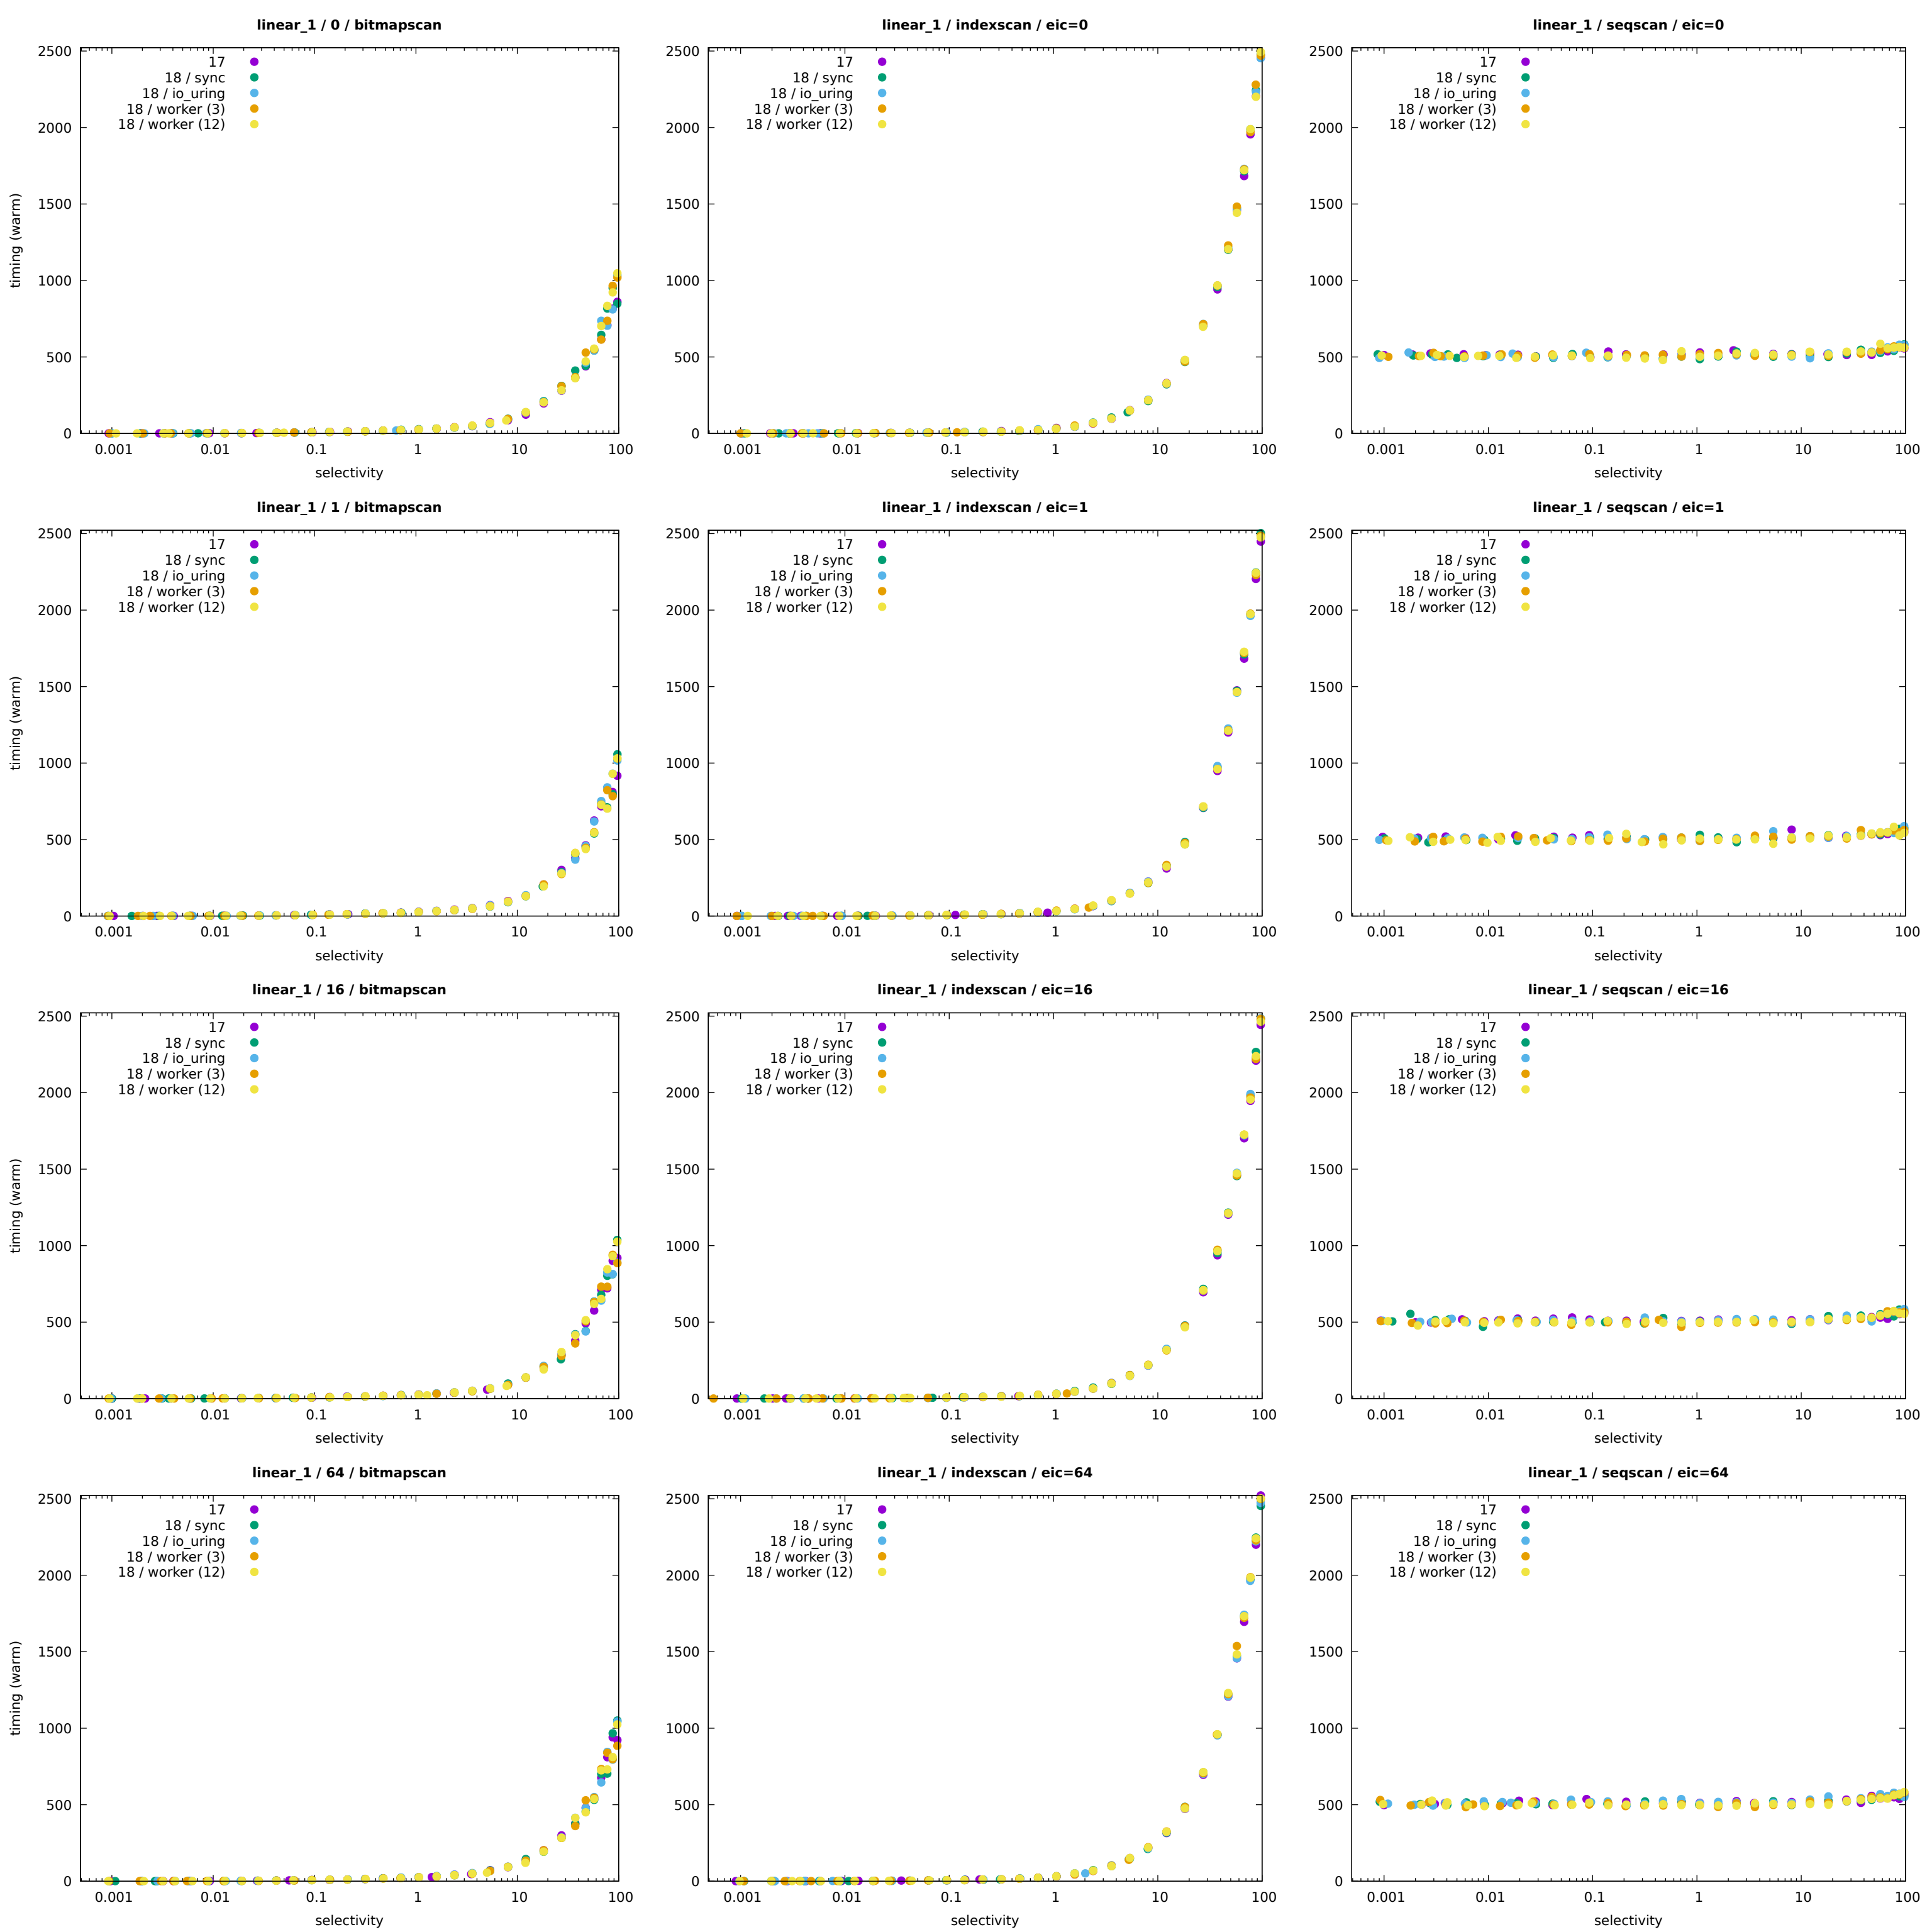 linear_1 / 0 / bitmapscan
timing (warm)
2500
2000
1500
1000
500
0
17
18 / sync
18 / io_uring
18 / worker (3)
18 / worker (12)
0.001 0.01 0.1 1 10 100
selectivity
linear_1 / indexscan / eic=0
2500
2000
1500
1000
500
0
17
18 / sync
18 / io_uring
18 / worker (3)
18 / worker (12)
0.001 0.01 0.1 1 10 100
selectivity
linear_1 / seqscan / eic=0
2500
2000
1500
1000
500
0
17
18 / sync
18 / io_uring
18 / worker (3)
18 / worker (12)
0.001 0.01 0.1 1 10 100
selectivity
linear_1 / 1 / bitmapscan
timing (warm)
2500
2000
1500
1000
500
0
17
18 / sync
18 / io_uring
18 / worker (3)
18 / worker (12)
0.001 0.01 0.1 1 10 100
selectivity
linear_1 / indexscan / eic=1
2500
2000
1500
1000
500
0
17
18 / sync
18 / io_uring
18 / worker (3)
18 / worker (12)
0.001 0.01 0.1 1 10 100
selectivity
linear_1 / seqscan / eic=1
2500
2000
1500
1000
500
0
17
18 / sync
18 / io_uring
18 / worker (3)
18 / worker (12)
0.001 0.01 0.1 1 10 100
selectivity
linear_1 / 16 / bitmapscan
timing (warm)
2500
2000
1500
1000
500
0
17
18 / sync
18 / io_uring
18 / worker (3)
18 / worker (12)
0.001 0.01 0.1 1 10 100
selectivity
linear_1 / indexscan / eic=16
2500
2000
1500
1000
500
0
17
18 / sync
18 / io_uring
18 / worker (3)
18 / worker (12)
0.001 0.01 0.1 1 10 100
selectivity
linear_1 / seqscan / eic=16
2500
2000
1500
1000
500
0
17
18 / sync
18 / io_uring
18 / worker (3)
18 / worker (12)
0.001 0.01 0.1 1 10 100
selectivity
linear_1 / 64 / bitmapscan
timing (warm)
2500
2000
1500
1000
500
0
17
18 / sync
18 / io_uring
18 / worker (3)
18 / worker (12)
0.001 0.01 0.1 1 10 100
selectivity
linear_1 / indexscan / eic=64
2500
2000
1500
1000
500
0
17
18 / sync
18 / io_uring
18 / worker (3)
18 / worker (12)
0.001 0.01 0.1 1 10 100
selectivity
linear_1 / seqscan / eic=64
2500
2000
1500
1000
500
0
17
18 / sync
18 / io_uring
18 / worker (3)
18 / worker (12)
0.001 0.01 0.1 1 10 100
selectivity